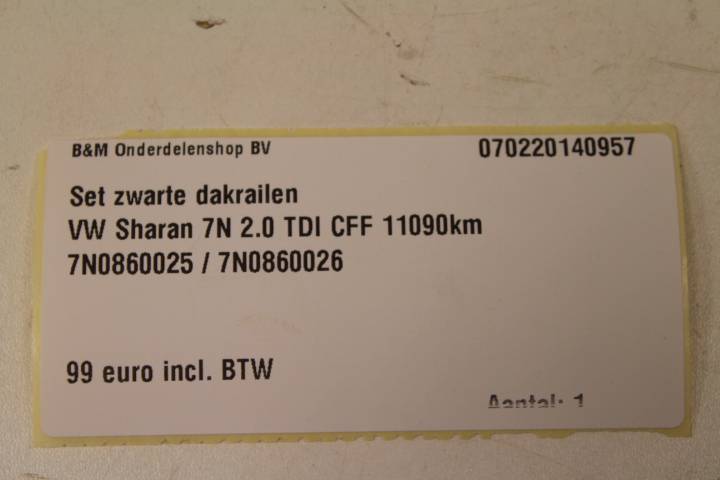 B&M Onderdelenshop BV 070220140957
Set zwarte dakrailen
VW Sharan 7N 2.0 TDI CFF 11090km
7N0860025 / 7N0860026
99 euro incl. BTW
Aantal: 1